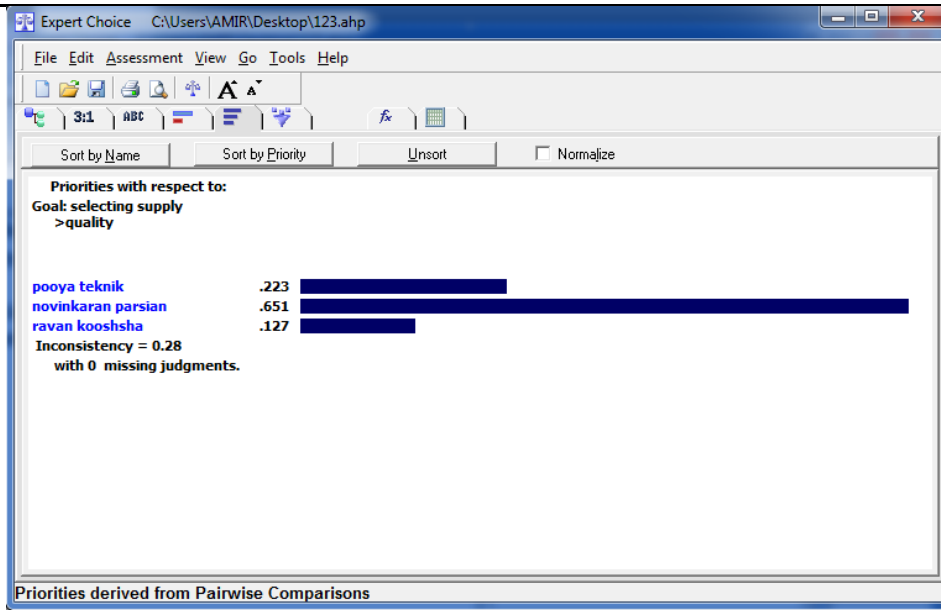 Expert Choice C:\Users\AMIR\Desktop\123.ahp
File Edit Assessment View Go Tools Help
A A
3:1 ABC fx
Sort by Name Sort by Priority Unsort Normalize
Priorities with respect to:
Goal: selecting supply
>quality
pooya teknik .223
novinkaran parsian .651
ravan kooshsha .127
Inconsistency = 0.28
with 0 missing judgments.
Priorities derived from Pairwise Comparisons